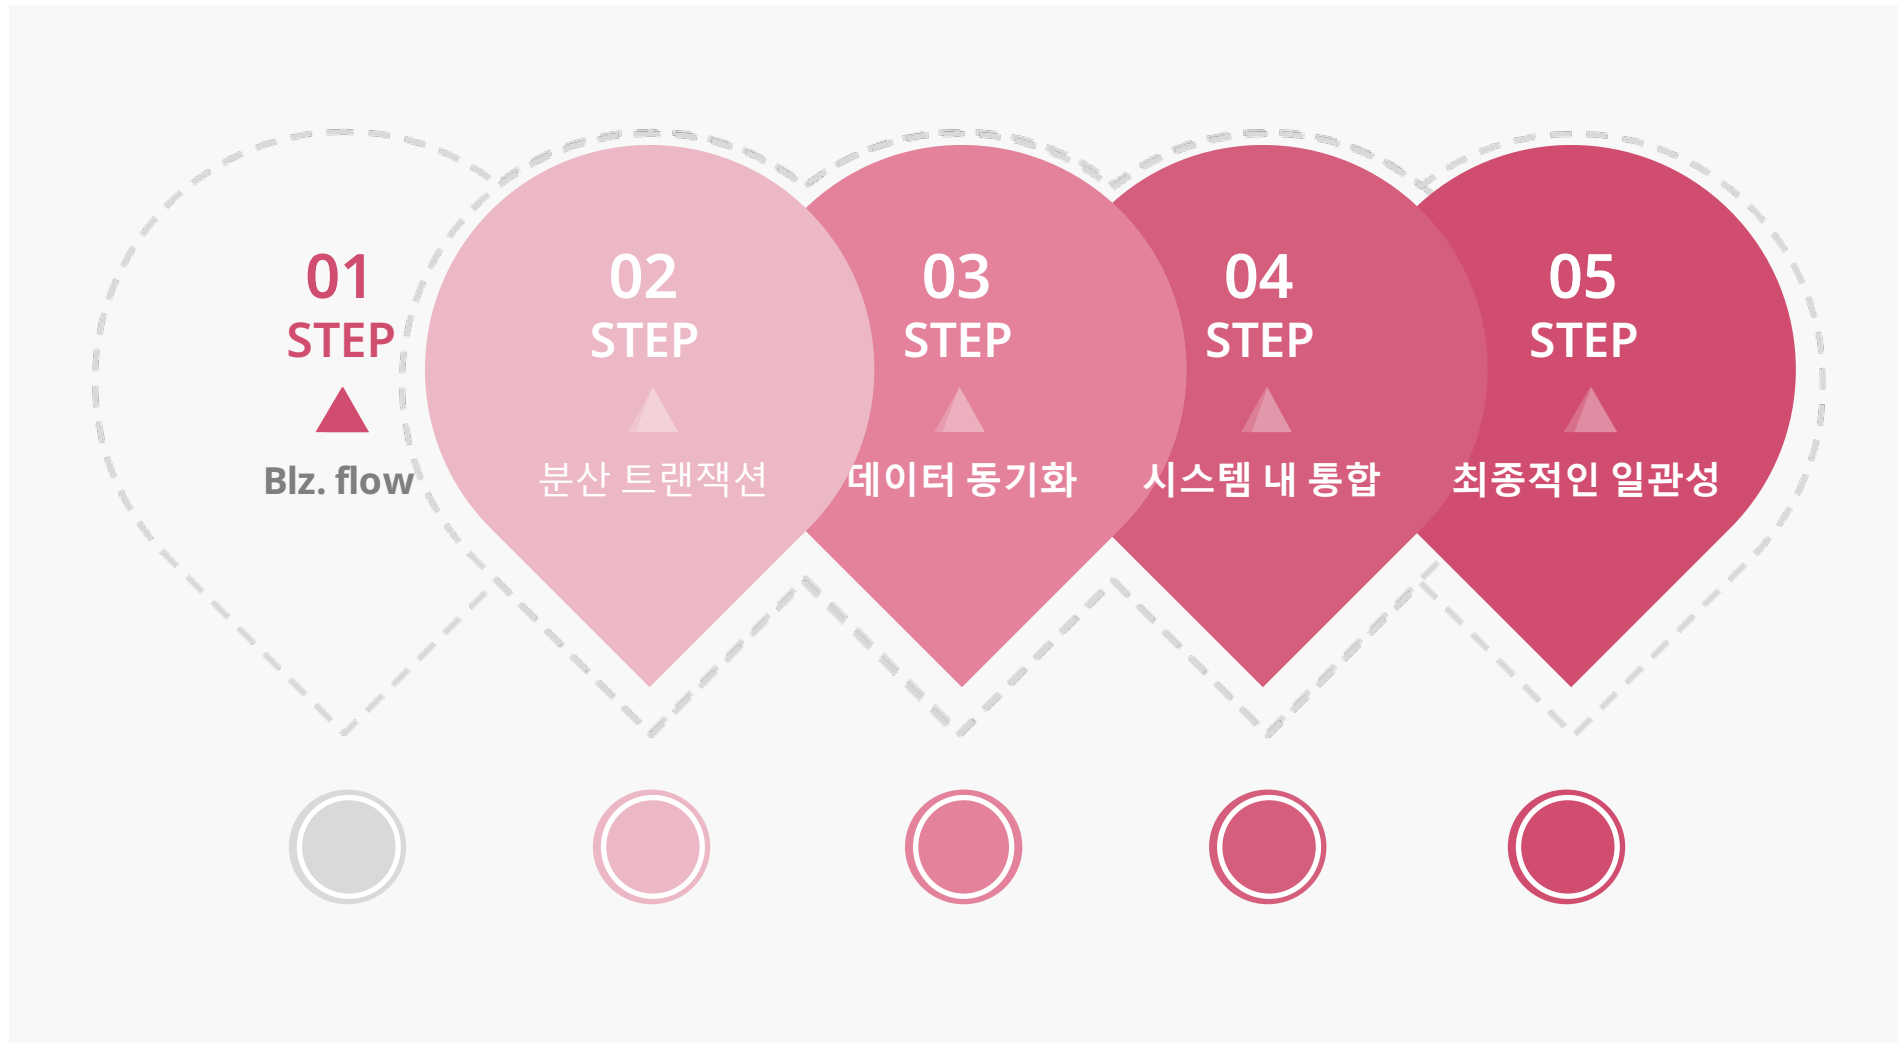 01
STEP
Blz. flow
02
STEP
분산 트랜잭션
03
STEP
데이터 동기화
04
STEP
시스템 내 통합
05
STEP
최종적인 일관성